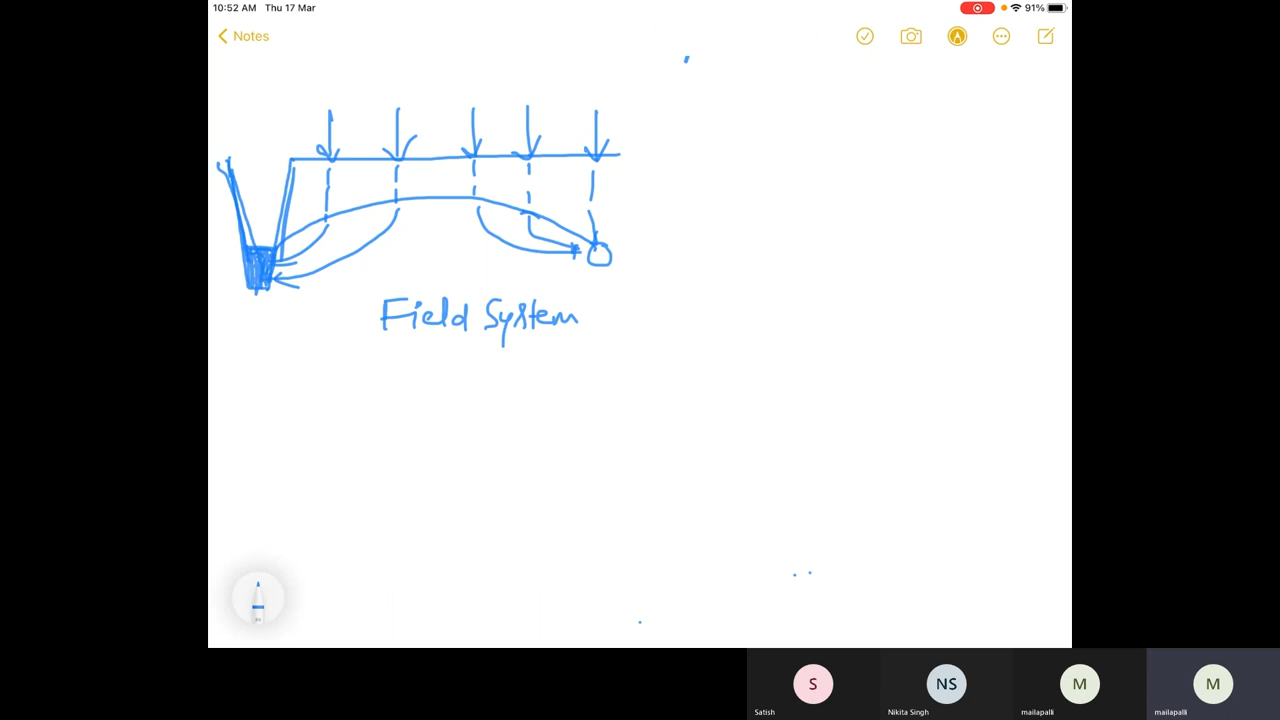 10:52 AM Thu 17 Mar
91%
Notes
Field System
S
NS
M
M
Satish
Nikita Singh
mailapalli
mailapalli